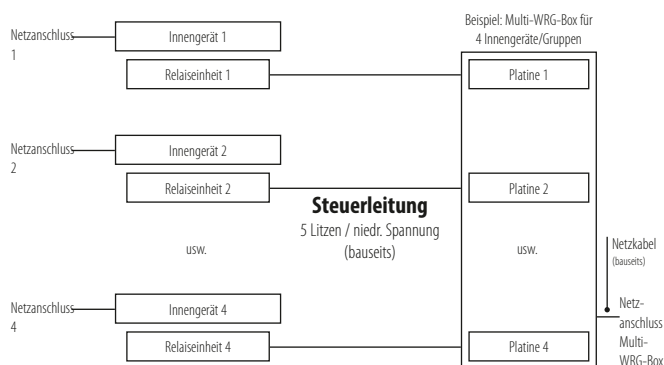 Beispiel: Multi-WRG-Box für
4 Innengeräte/Gruppen
Netzanschluss
1
Innengerät 1
Relaiseinheit 1
Platine 1
Netzanschluss
2
Innengerät 2
Relaiseinheit 2
Platine 2
Steuerleitung
5 Litzen / niedr. Spannung
(bauseits)
usw.
usw.
Netzkabel
(bauseits)
Netzanschluss
4
Innengerät 4
Relaiseinheit 4
Platine 4
Netz-
anschluss
Multi-
WRG-Box